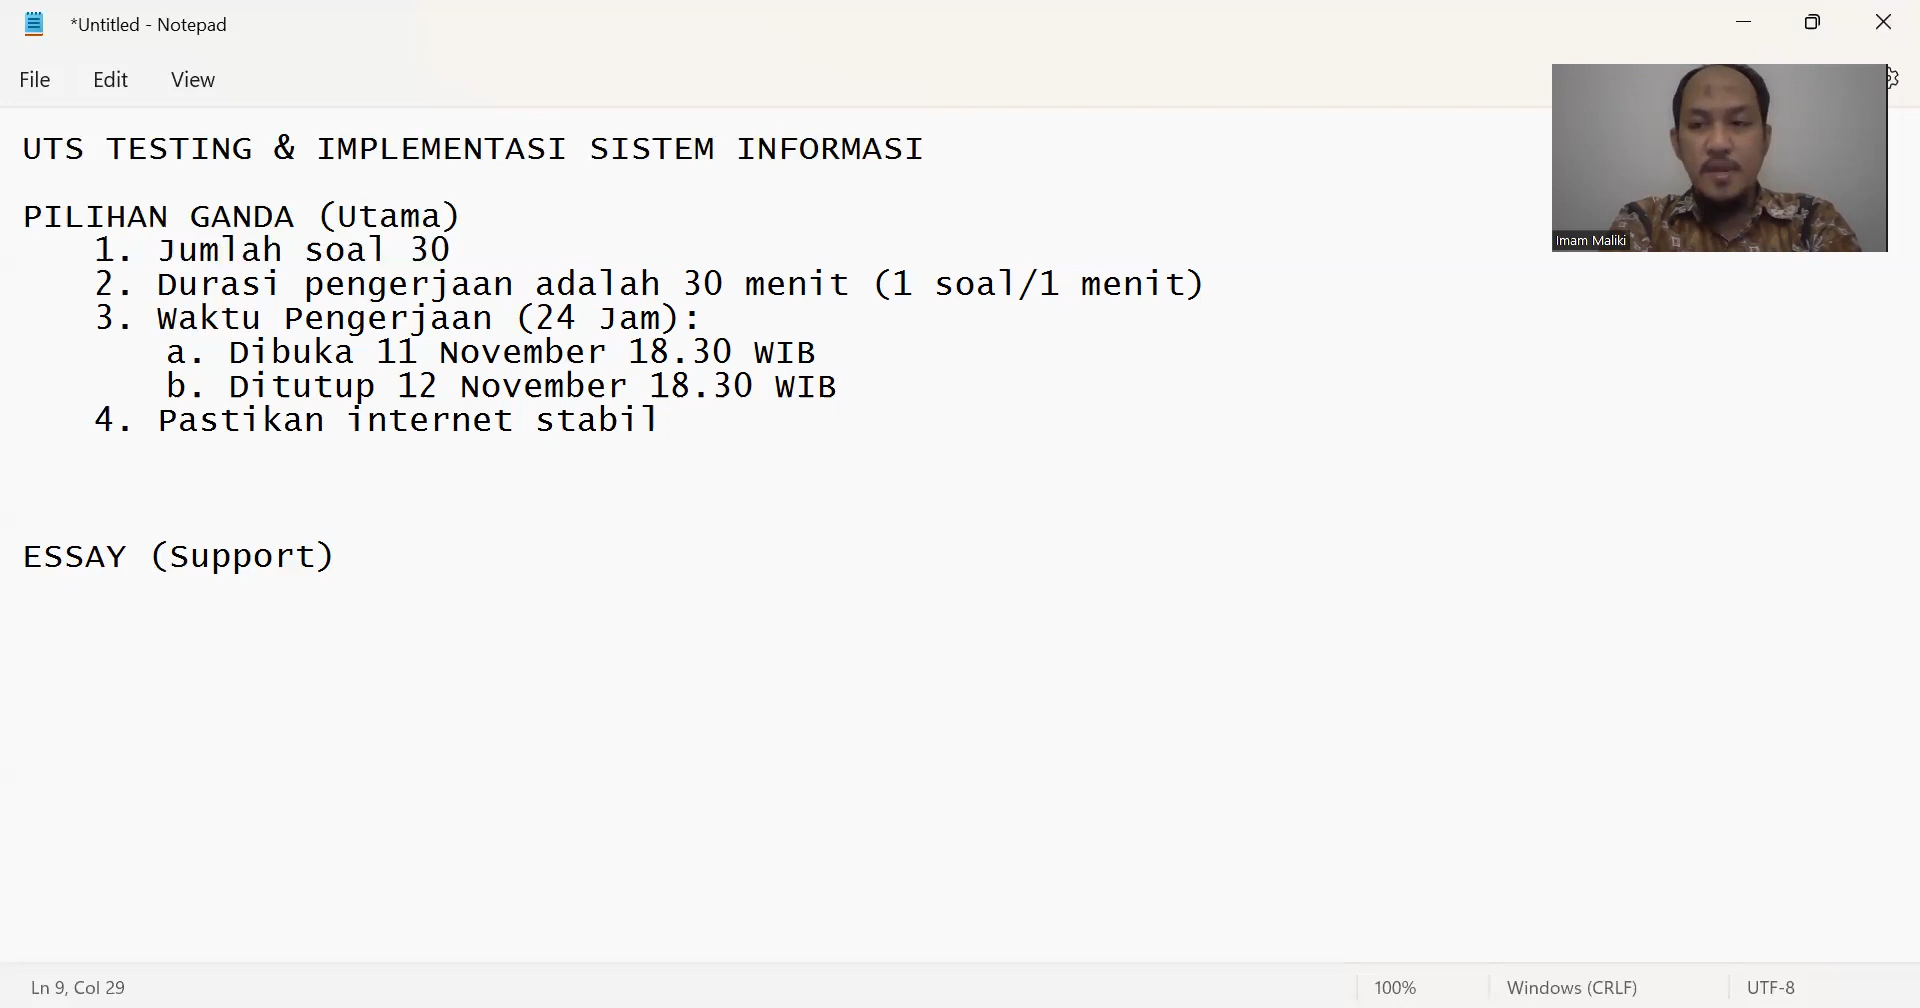 *Untitled - Notepad
File Edit View
UTS TESTING & IMPLEMENTASI SISTEM INFORMASI
PILIHAN GANDA (Utama)
1. Jumlah soal 30
2. Durasi pengerjaan adalah 30 menit (1 soal/1 menit)
3. Waktu Pengerjaan (24 Jam):
a. Dibuka 11 November 18.30 WIB
b. Ditutup 12 November 18.30 WIB
4. Pastikan internet stabil
ESSAY (Support)
Imam Maliki
Ln 9, Col 29
100%
Windows (CRLF)
UTF-8